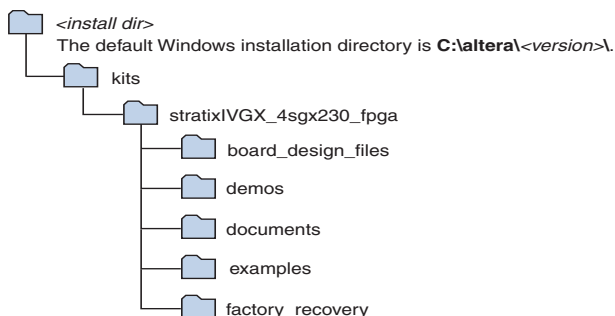 <install dir>
The default Windows installation directory is C:\altera\<version>\.
kits
stratixIVGX_4sgx230_fpga
board_design_files
demos
documents
examples
factory_recovery